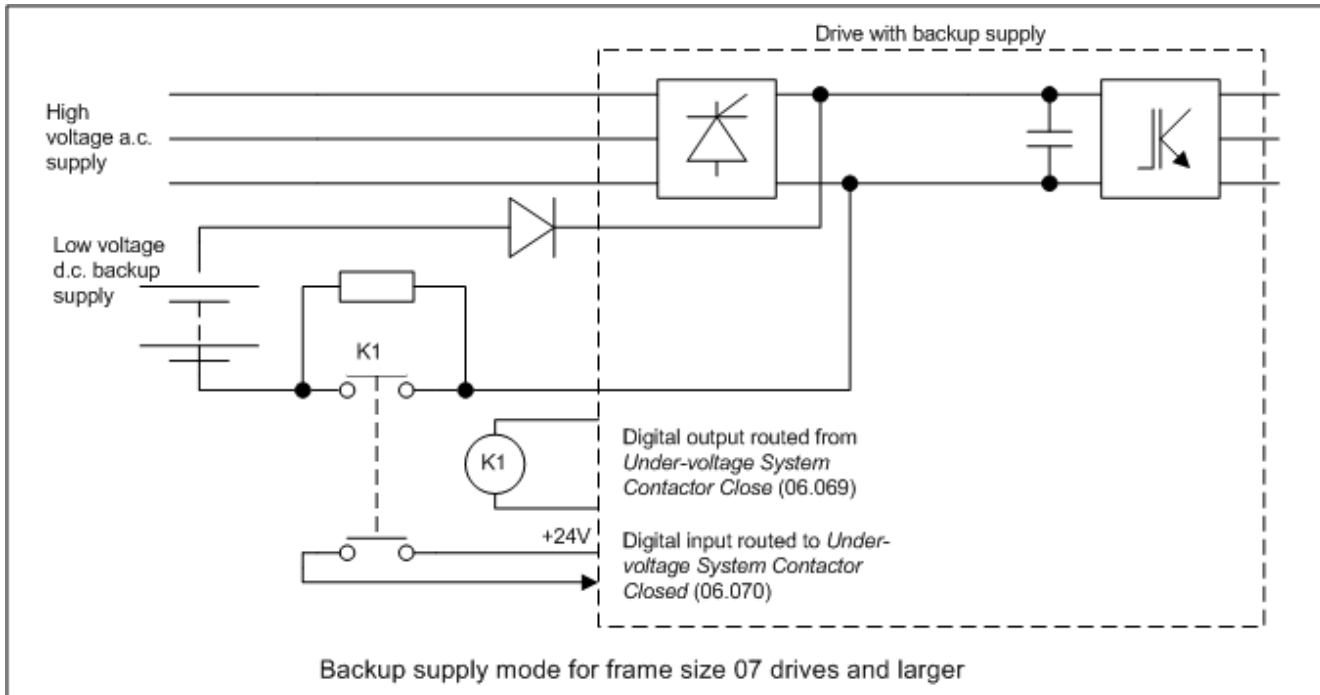 Drive with backup supply
High
voltage a.c.
supply
Low voltage
d.c. backup
supply
K1
K1
Digital output routed from
Under-voltage System
Contactor Close (06.069)
+24V
Digital input routed to Under-
voltage System Contactor
Closed (06.070)
Backup supply mode for frame size 07 drives and larger